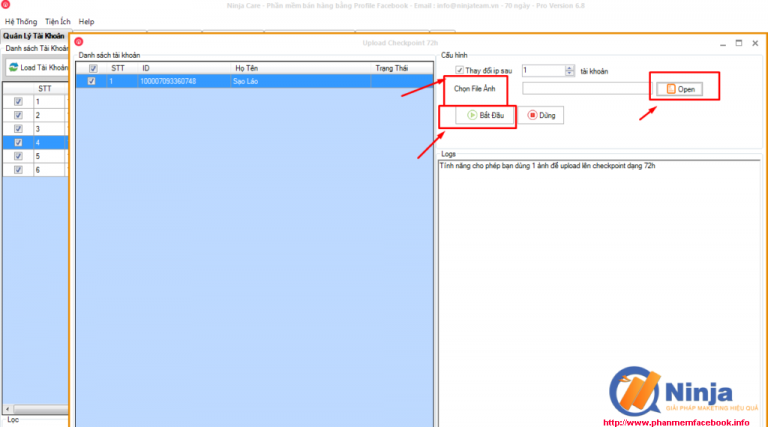 Ninja Care - Phần mềm bán hàng bằng Profile Facebook - Email : info@ninjateam.vn - 70 ngày - Pro Version 6.8
Hệ Thống Tiện Ích Help
Quản Lý Tài Khoản
Danh sách Tài Khoản
Load Tài Khoản
STT
1
2
3
4
5
6
Lọc
Upload Checkpoint 72h
Danh sách tài khoản
STT ID Họ Tên Trạng Thái
1 100007093360748 Sạo Láo
Cấu hình
Thay đổi ip sau 1 tài khoản
Chọn File Ảnh Open
Bắt Đầu Dừng
Logs
Tính năng cho phép bạn dùng 1 ảnh để upload lên checkpoint dạng 72h
Ninja
GIẢI PHÁP MAKETING HIỆU QUẢ
http://www.phanmemfacebook.info